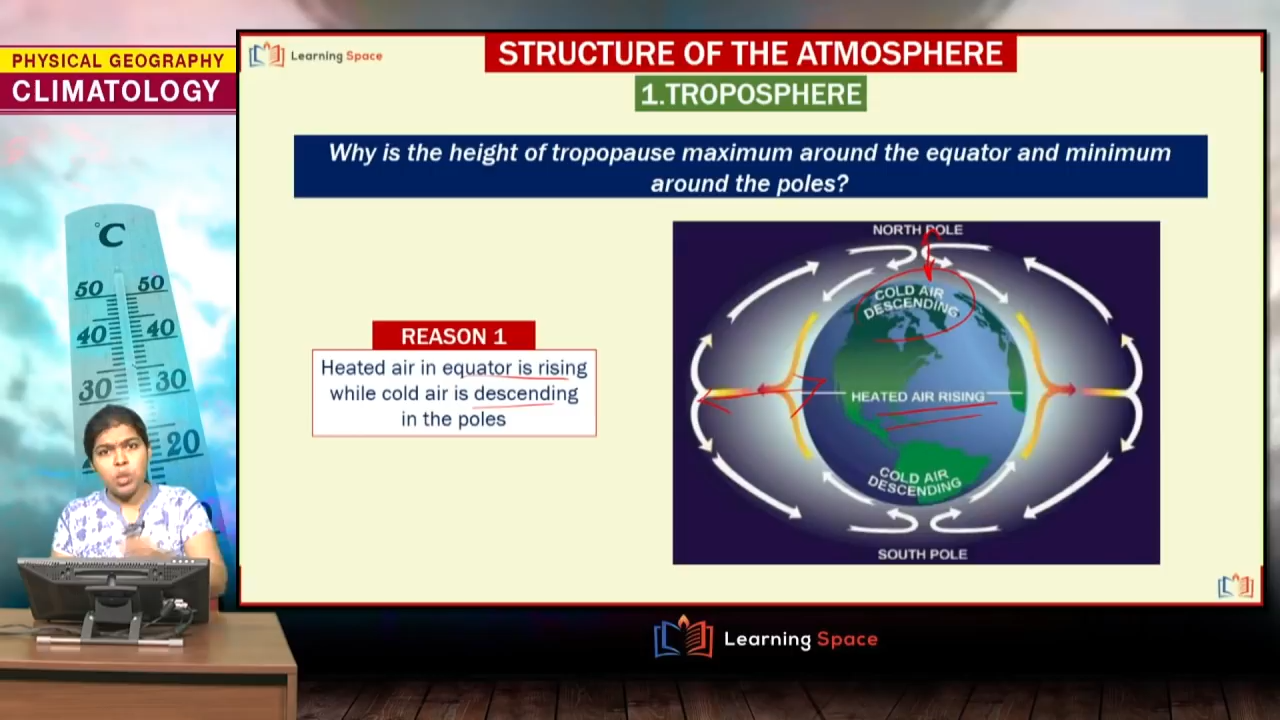 PHYSICAL GEOGRAPHY
CLIMATOLOGY
Learning Space
STRUCTURE OF THE ATMOSPHERE
1.TROPOSPHERE
Why is the height of tropopause maximum around the equator and minimum
around the poles?
°C
50 50
40 40
30 30
20
REASON 1
Heated air in equator is rising
while cold air is descending
in the poles
NORTH POLE
COLD AIR
DESCENDING
HEATED AIR RISING
COLD AIR
DESCENDING
SOUTH POLE
Learning Space